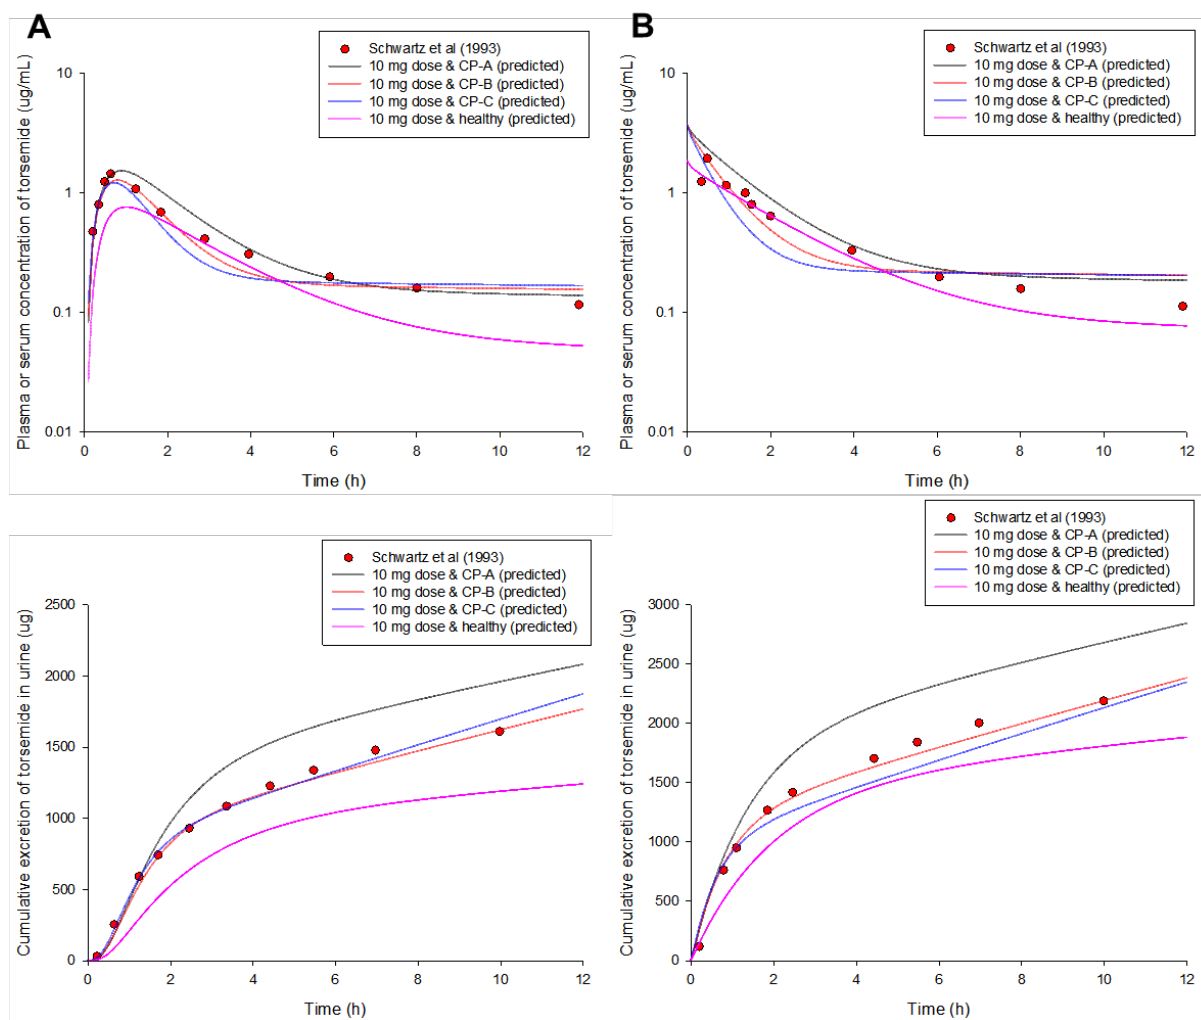 A
Schwartz et al (1993)
10 mg dose & CP-A (predicted)
10 mg dose & CP-B (predicted)
10 mg dose & CP-C (predicted)
10 mg dose & healthy (predicted)
Plasma or serum concentration of torsemide (ug/mL)
10
1
0.1
0.01
0 2 4 6 8 10 12
Time (h)
B
Schwartz et al (1993)
10 mg dose & CP-A (predicted)
10 mg dose & CP-B (predicted)
10 mg dose & CP-C (predicted)
10 mg dose & healthy (predicted)
Plasma or serum concentration of torsemide (ug/mL)
10
1
0.1
0.01
0 2 4 6 8 10 12
Time (h)
Schwartz et al (1993)
10 mg dose & CP-A (predicted)
10 mg dose & CP-B (predicted)
10 mg dose & CP-C (predicted)
10 mg dose & healthy (predicted)
Cumulative excretion of torsemide in urine (ug)
2500
2000
1500
1000
500
0
0 2 4 6 8 10 12
Time (h)
Schwartz et al (1993)
10 mg dose & CP-A (predicted)
10 mg dose & CP-B (predicted)
10 mg dose & CP-C (predicted)
10 mg dose & healthy (predicted)
Cumulative excretion of torsemide in urine (ug)
3000
2500
2000
1500
1000
500
0
0 2 4 6 8 10 12
Time (h)